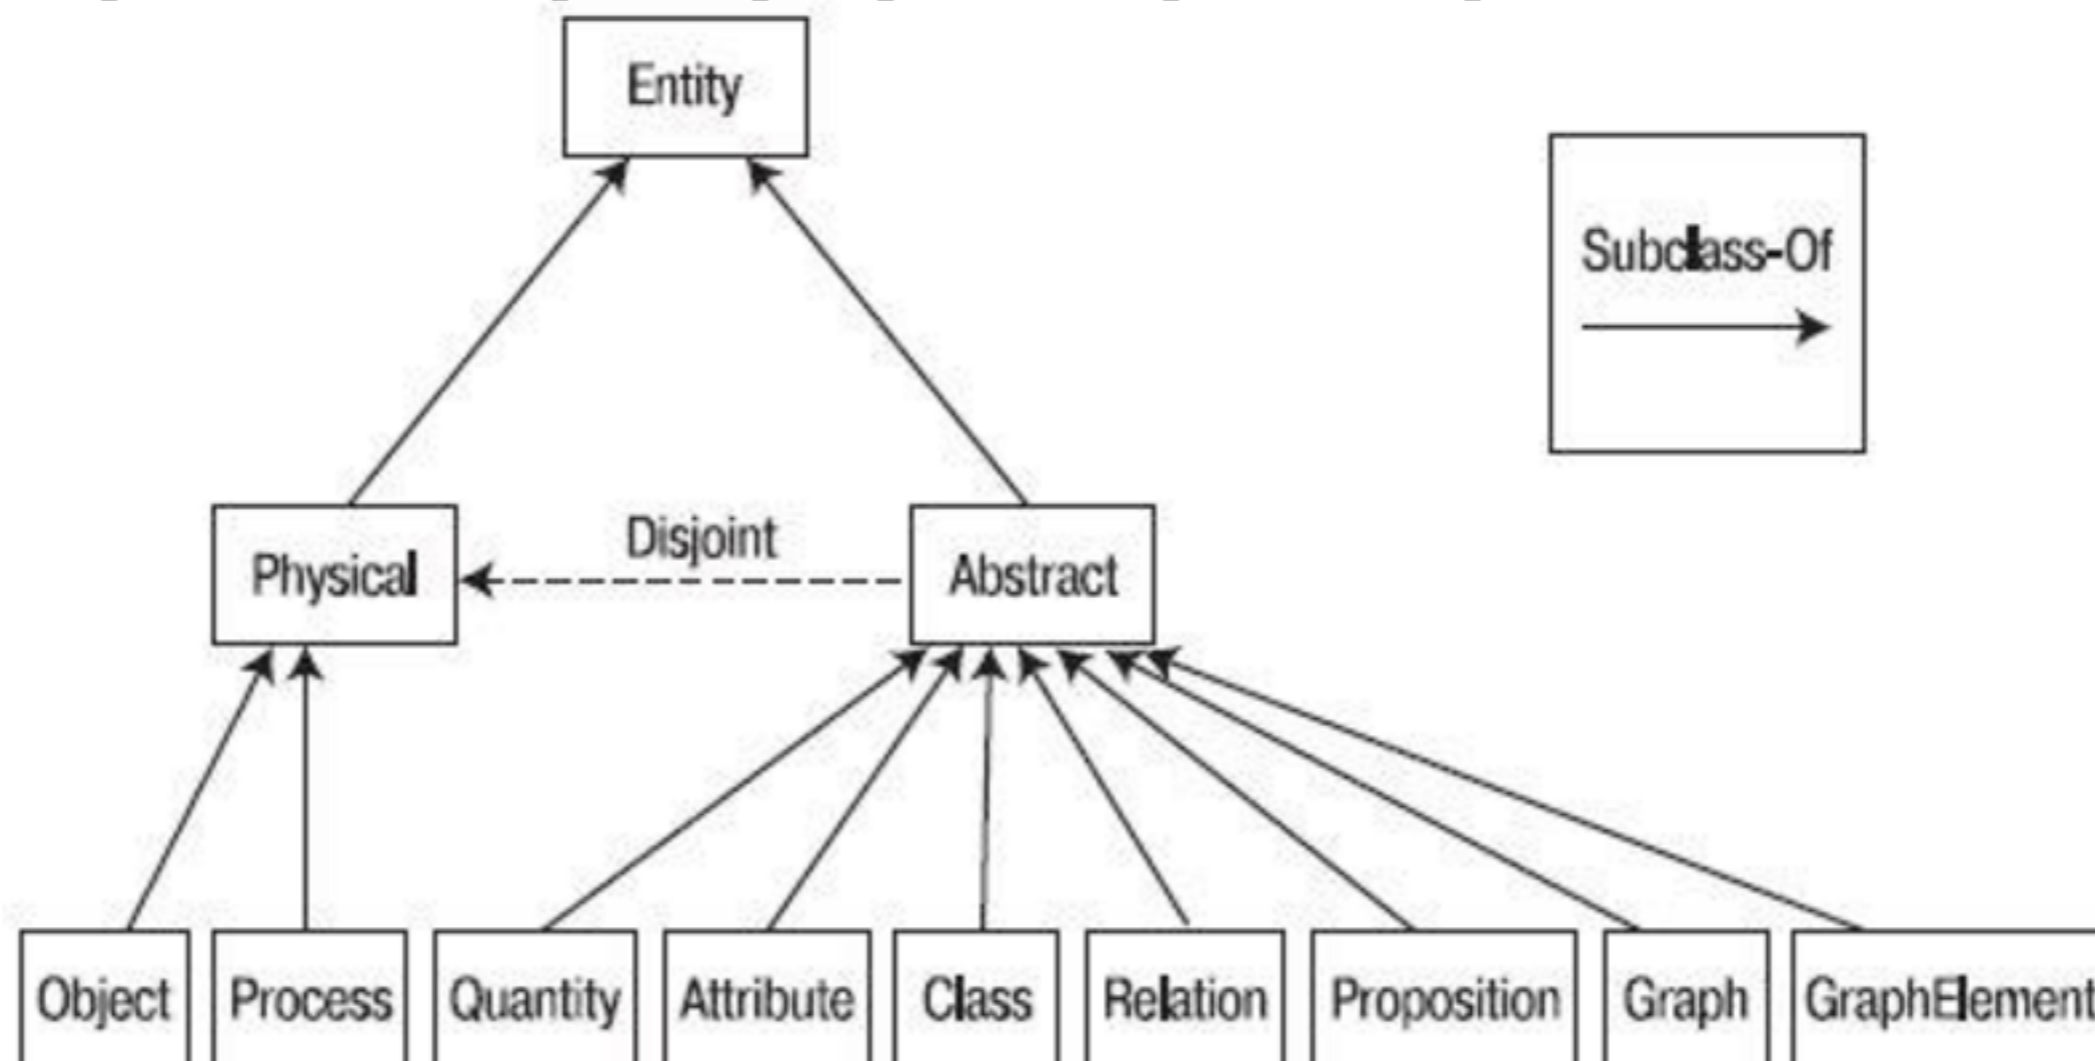 Entity
Subclass-Of
Physical
Disjoint
Abstract
Object
Process
Quantity
Attribute
Class
Relation
Proposition
Graph
GraphElement